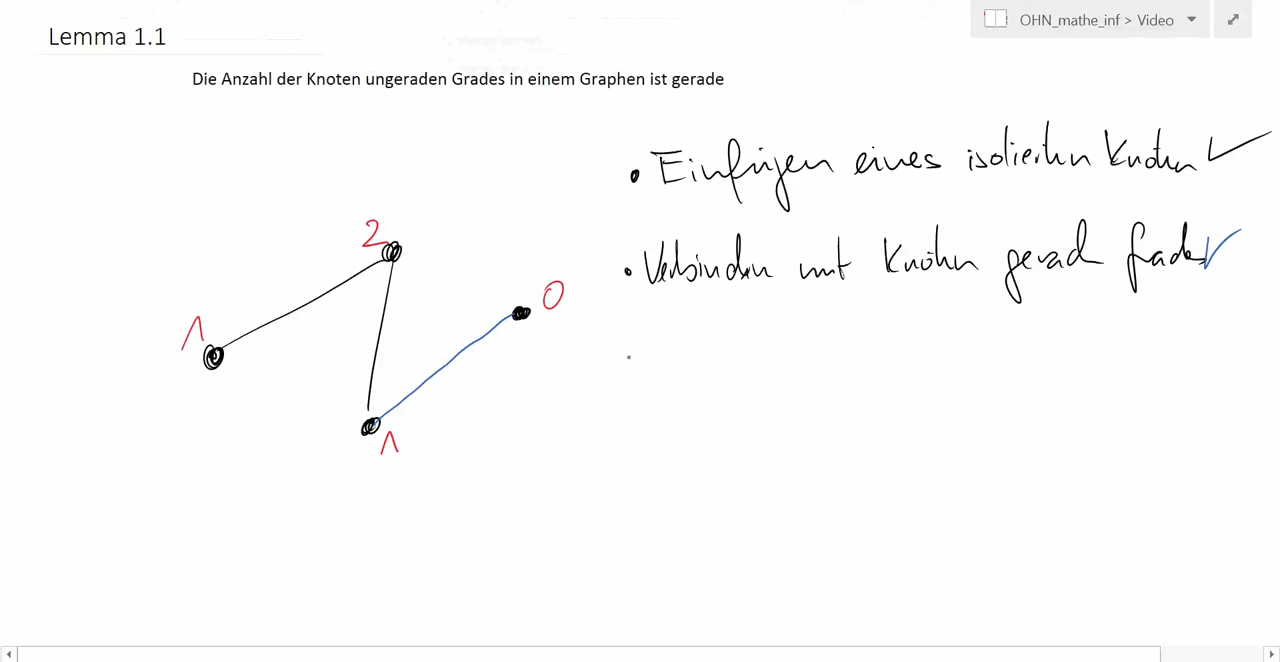 OHN_mathe_inf > Video
Lemma 1.1
Die Anzahl der Knoten ungeraden Grades in einem Graphen ist gerade
• Einfügen eines isolierten Knoten ✓
• Verbinden mit Knoten gerad Grades ✓
2
0
1
1